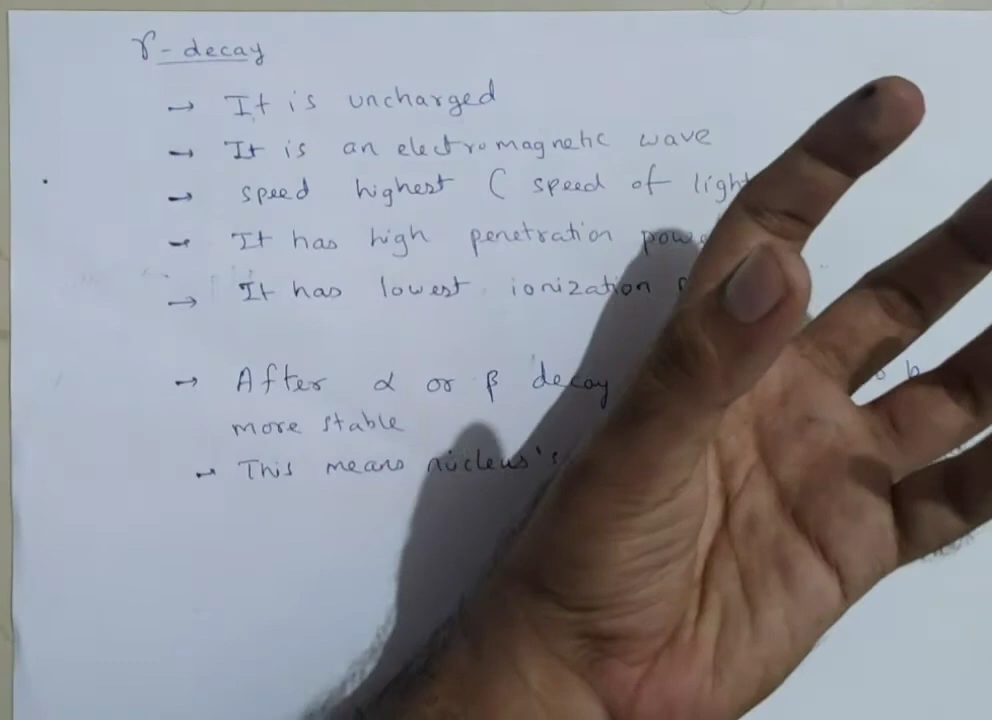 γ - decay
→ It is uncharged
→ It is an electromagnetic wave
→ speed highest ( speed of light
→ It has high penetration
→ It has lowest ionization
→ After α or β decay
more stable
→ This means nucleus's